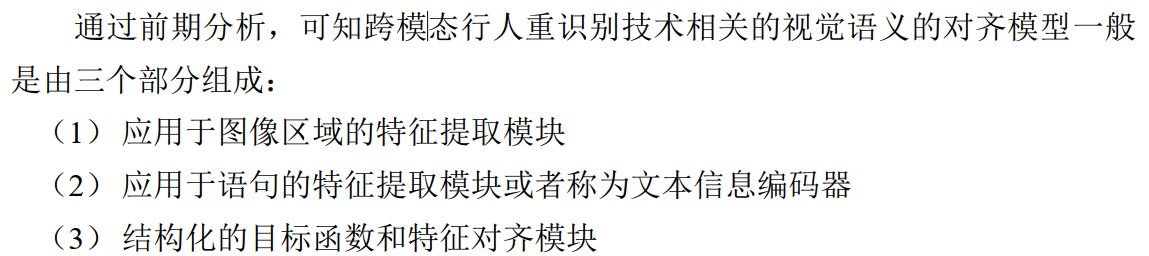 通过前期分析，可知跨模态行人重识别技术相关的视觉语义的对齐模型一般
是由三个部分组成：
（1） 应用于图像区域的特征提取模块
（2） 应用于语句的特征提取模块或者称为文本信息编码器
（3） 结构化的目标函数和特征对齐模块